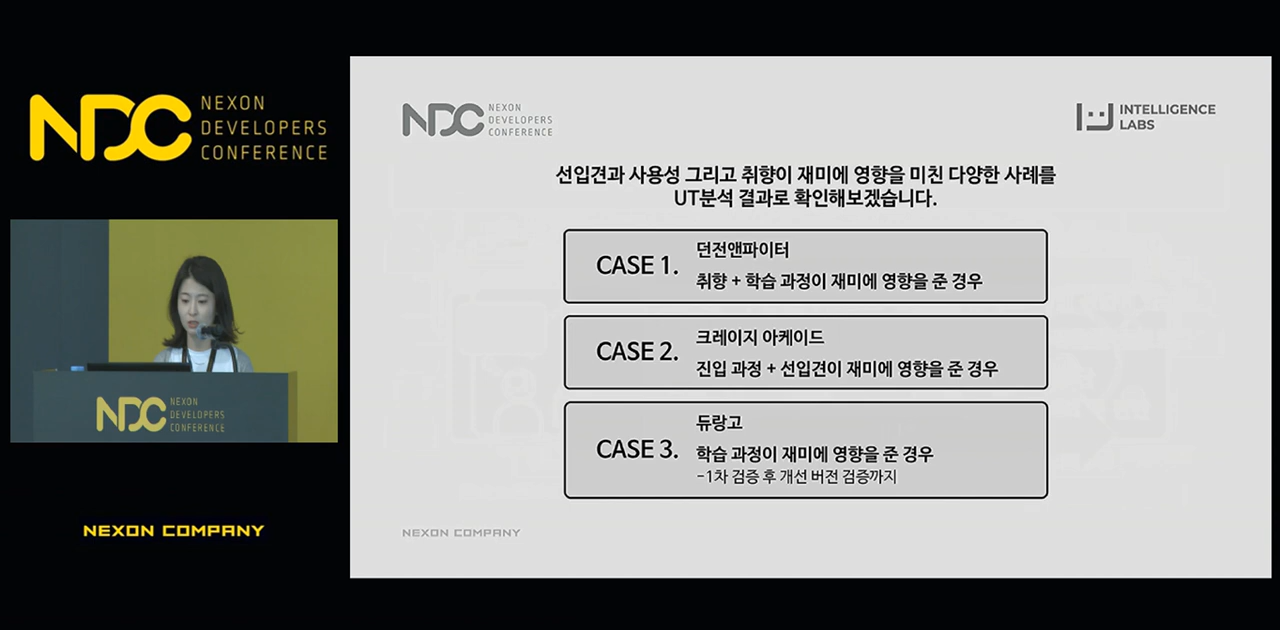 NDC NEXON
DEVELOPERS
CONFERENCE
NDC NEXON
DEVELOPERS
CONFERENCE
NEXON COMPANY
NDC NEXON
DEVELOPERS
CONFERENCE
INTELLIGENCE
LABS
선입견과 사용성 그리고 취향이 재미에 영향을 미친 다양한 사례를
UT분석 결과로 확인해보겠습니다.
CASE 1.
던전앤파이터
취향 + 학습 과정이 재미에 영향을 준 경우
CASE 2.
크레이지 아케이드
진입 과정 + 선입견이 재미에 영향을 준 경우
CASE 3.
듀랑고
학습 과정이 재미에 영향을 준 경우
-1차 검증 후 개선 버전 검증까지
NEXON COMPANY